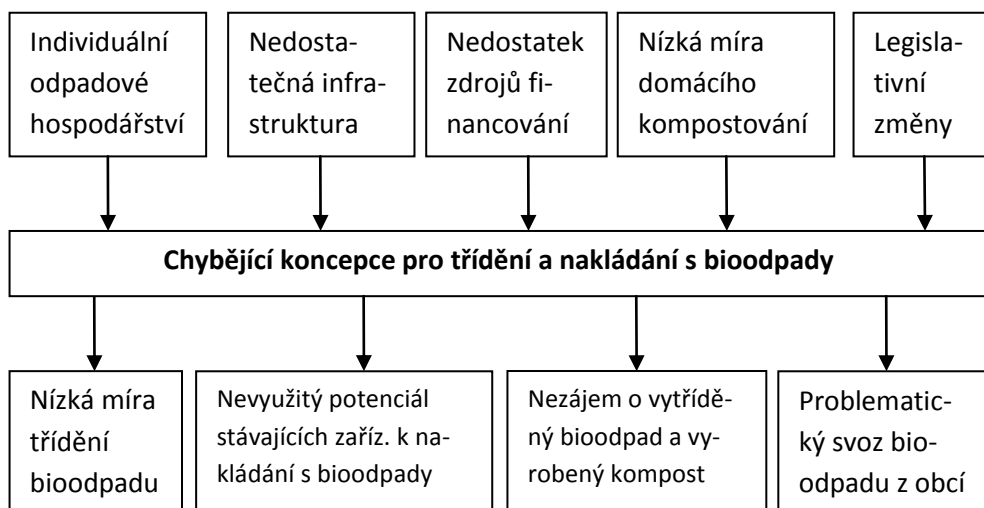 Individuální
odpadové
hospodářství
Nedosta-
tečná infra-
struktura
Nedostatek
zdrojů fi-
nancování
Nízká míra
domácího
kompostování
Legisla-
tivní
změny
Chybějící koncepce pro třídění a nakládání s bioodpady
Nízká míra
třídění
bioodpadu
Nevyužitý potenciál
stávajících zaříz. k na-
kládání s bioodpady
Nezájem o vytřídě-
ný bioodpad a vy-
robený kompost
Problematic-
ký svoz bio-
odpadu z obcí